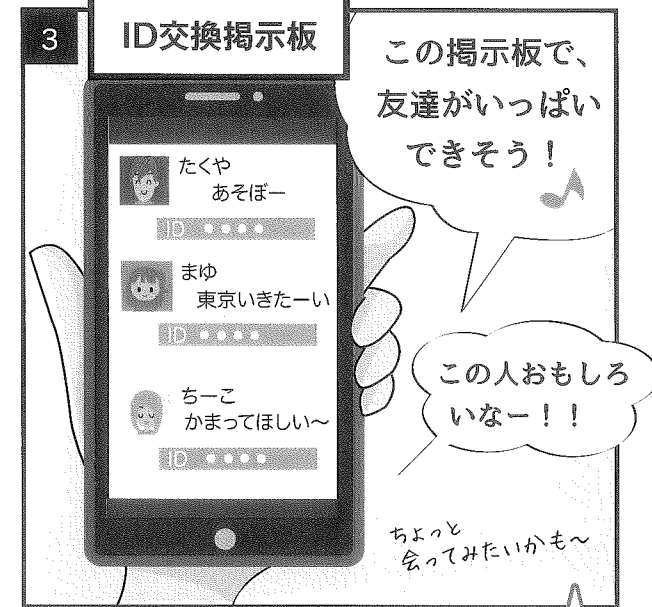 3
ID交換掲示板
この掲示板で、
友達がいっぱい
できそう！
たくや
あそぼー
ID ●●●●
まゆ
東京いきたーい
ID ●●●●
ちーこ
かまってほしい〜
ID ●●●●
この人おもしろ
いなー！！
ちょっと
会ってみたいかも〜